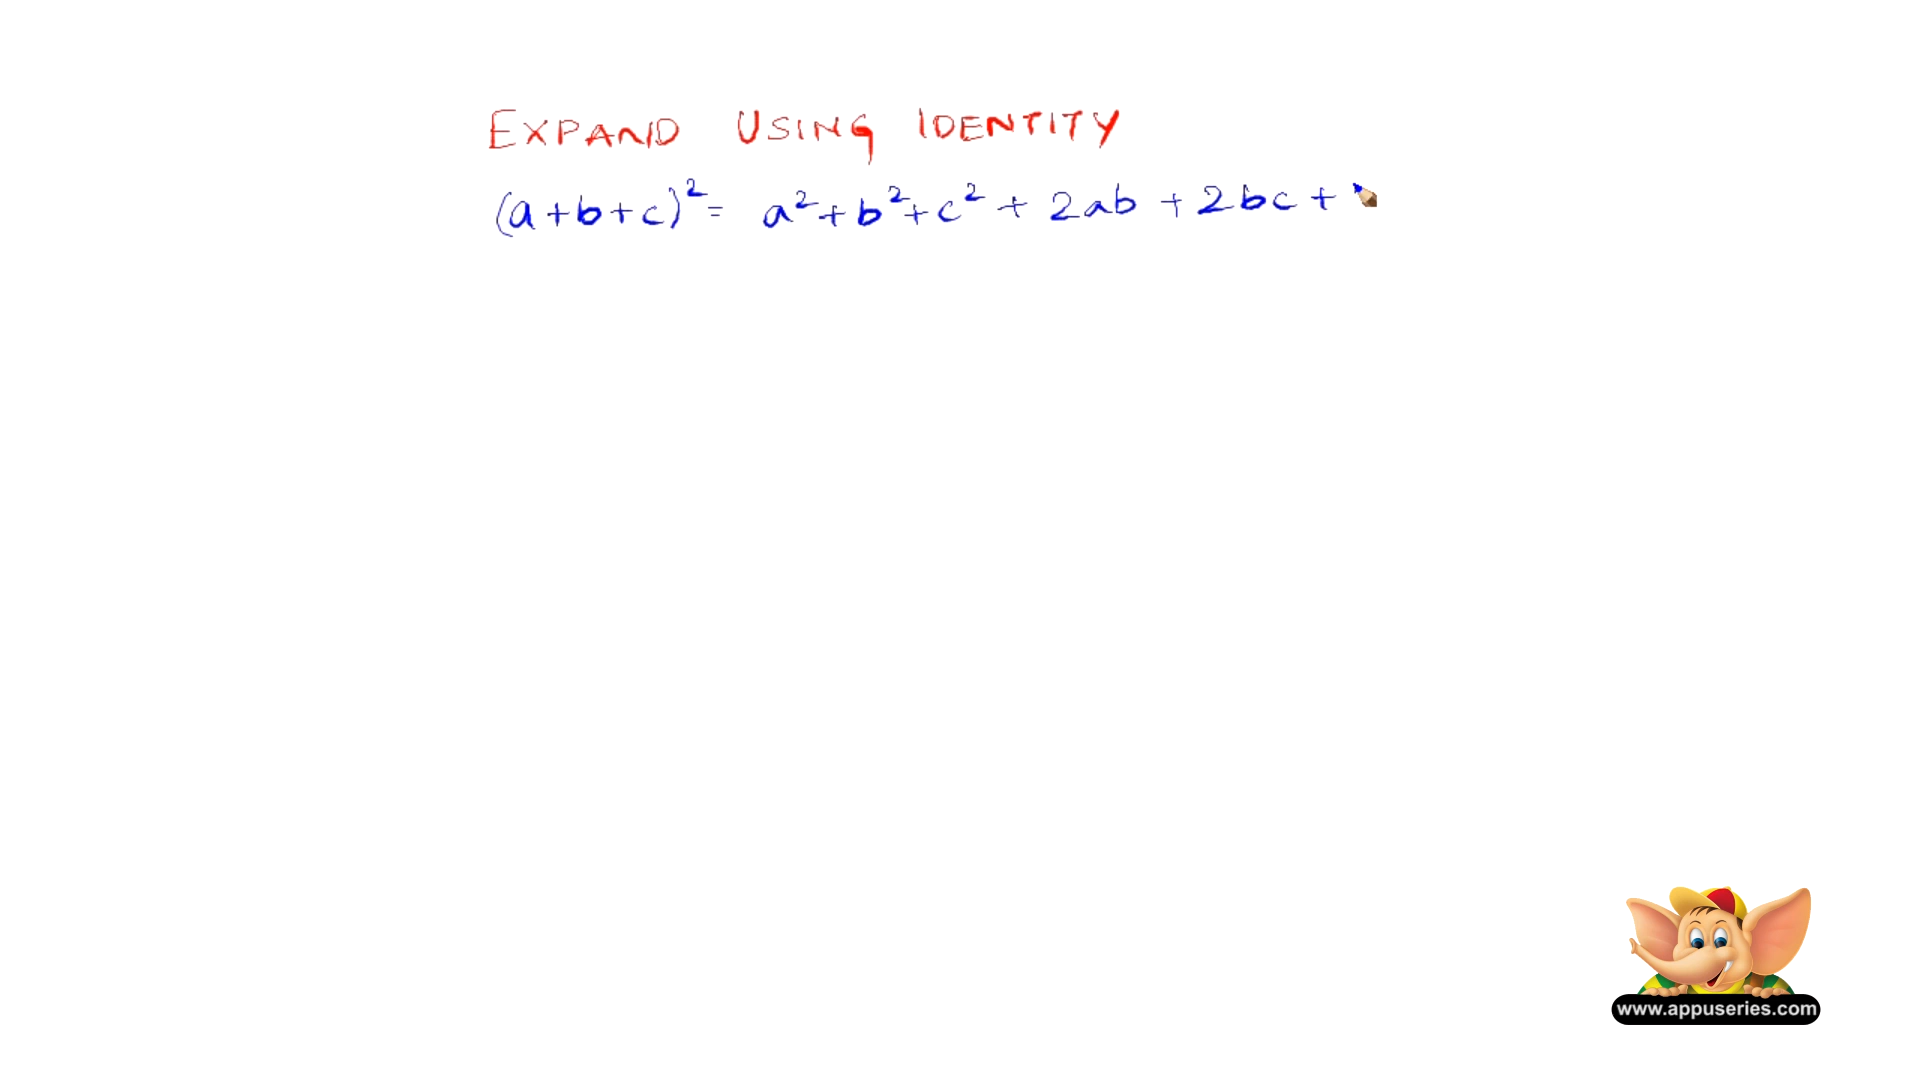 EXPAND USING IDENTITY
(a+b+c)²= a²+b²+c² + 2ab + 2bc +
www.appuseries.com